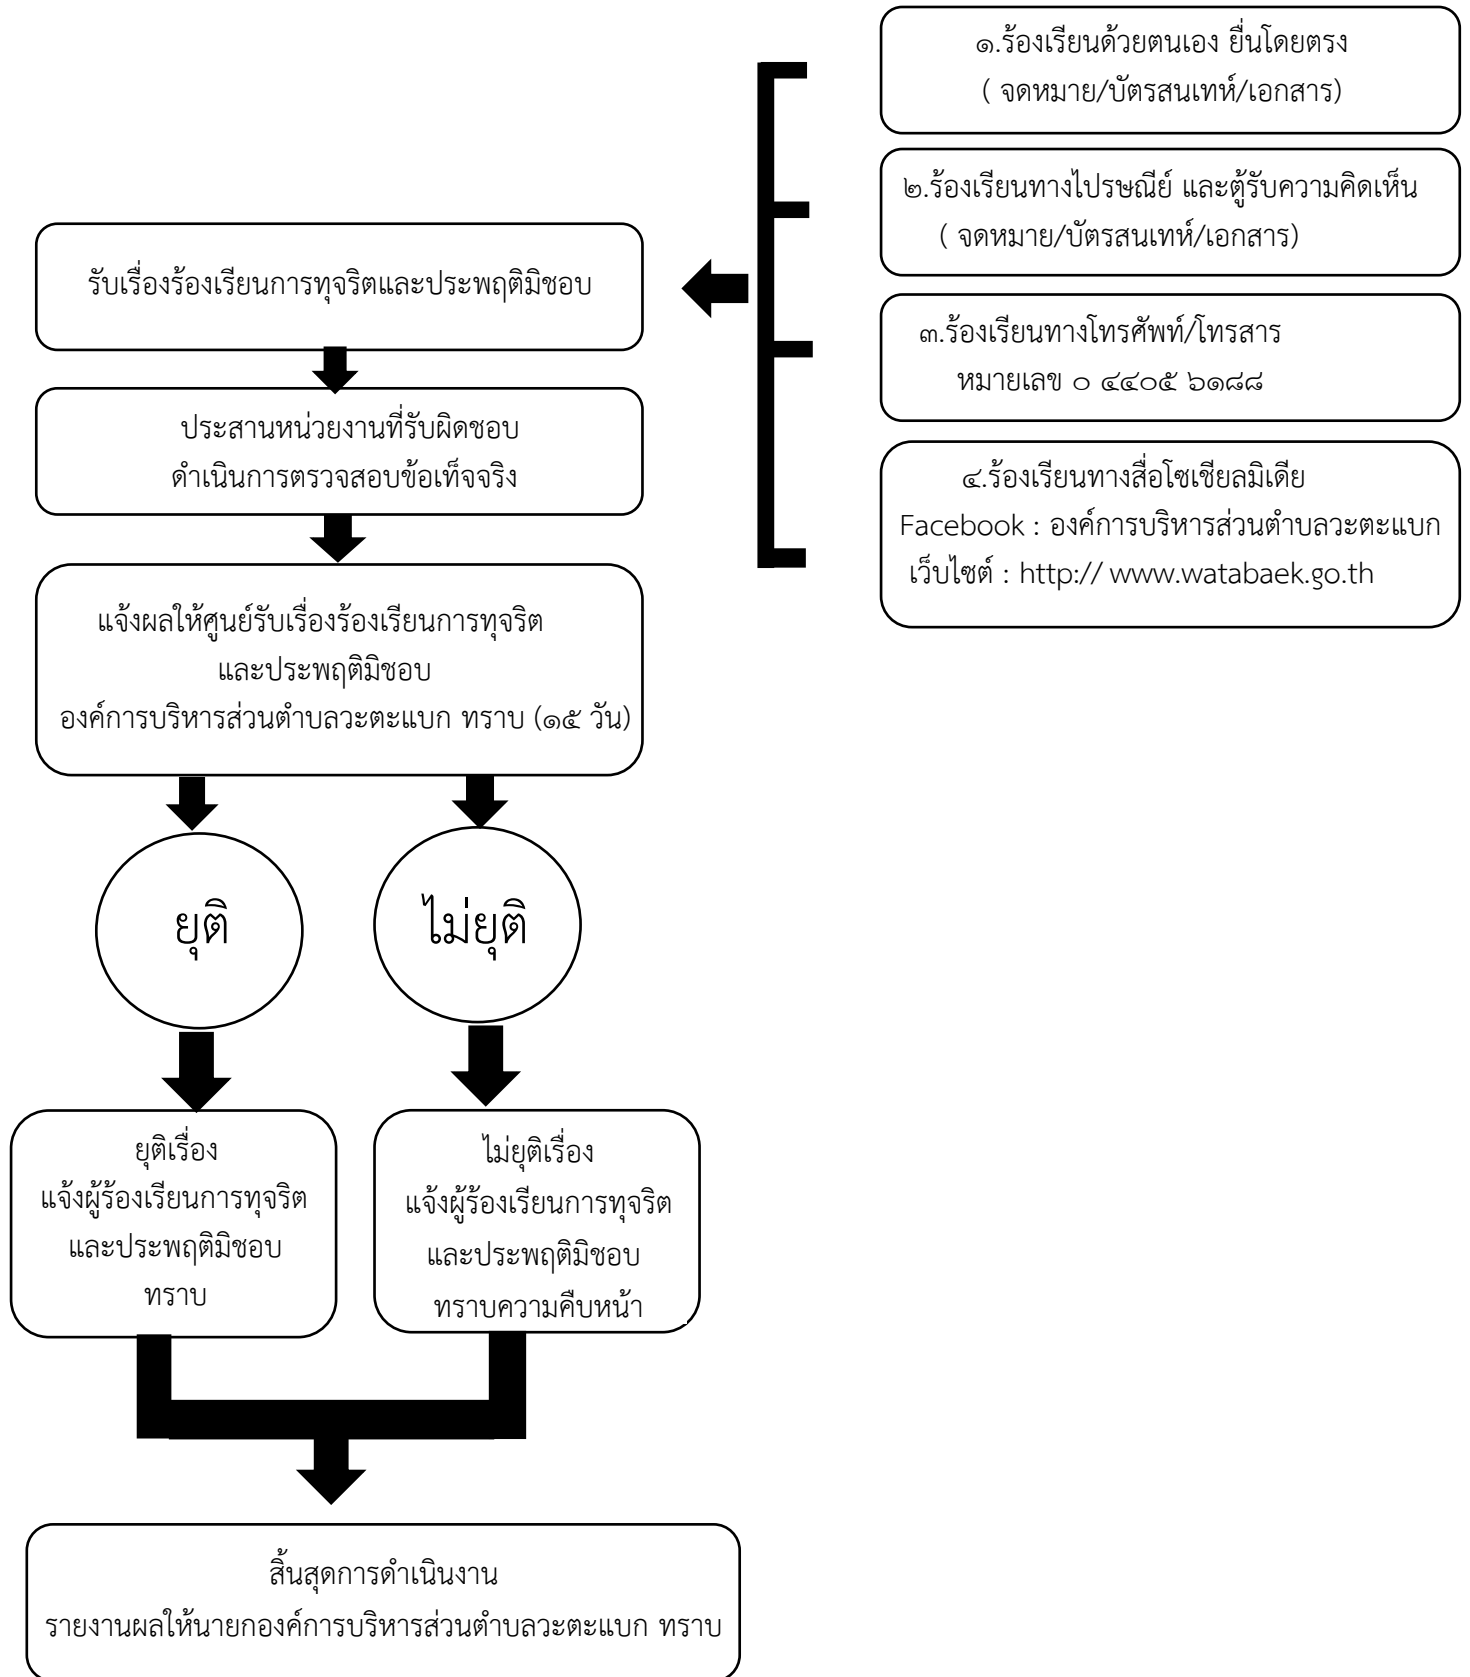 ๑.ร้องเรียนด้วยตนเอง ยื่นโดยตรง
( จดหมาย/บัตรสนเทห์/เอกสาร)
๒.ร้องเรียนทางไปรษณีย์ และตู้รับความคิดเห็น
( จดหมาย/บัตรสนเทห์/เอกสาร)
๓.ร้องเรียนทางโทรศัพท์/โทรสาร
หมายเลข ๐ ๔๔๐๕ ๖๑๘๘
๔.ร้องเรียนทางสื่อโซเชียลมิเดีย
Facebook : องค์การบริหารส่วนตำบลวะตะแบก
เว็บไซต์ : http:// www.watabaek.go.th
รับเรื่องร้องเรียนการทุจริตและประพฤติมิชอบ
ประสานหน่วยงานที่รับผิดชอบ
ดำเนินการตรวจสอบข้อเท็จจริง
แจ้งผลให้ศูนย์รับเรื่องร้องเรียนการทุจริต
และประพฤติมิชอบ
องค์การบริหารส่วนตำบลวะตะแบก ทราบ (๑๕ วัน)
ยุติ
ไม่ยุติ
ยุติเรื่อง
แจ้งผู้ร้องเรียนการทุจริต
และประพฤติมิชอบ
ทราบ
ไม่ยุติเรื่อง
แจ้งผู้ร้องเรียนการทุจริต
และประพฤติมิชอบ
ทราบความคืบหน้า
สิ้นสุดการดำเนินงาน
รายงานผลให้นายกองค์การบริหารส่วนตำบลวะตะแบก ทราบ